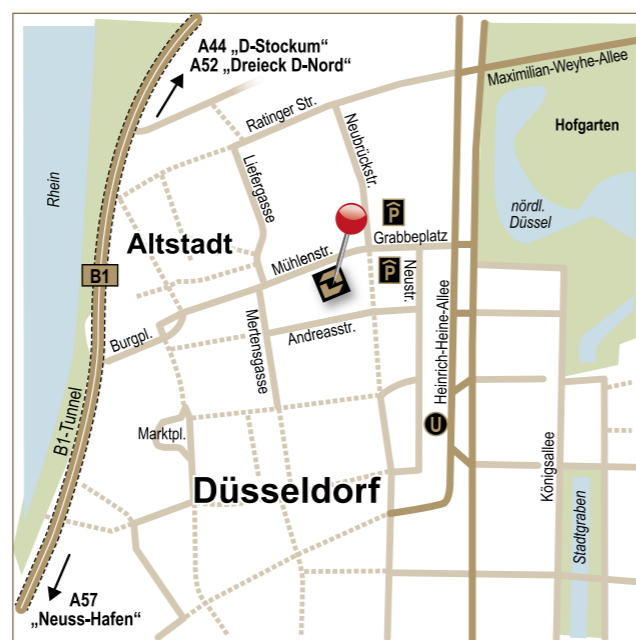 A44 „D-Stockum“
A52 „Dreieck D-Nord“
Maximilian-Weyhe-Allee
Ratinger Str.
Neubrückstr.
Hofgarten
Rhein
Liefergasse
P
nördl.
Düssel
Altstadt
Grabbeplatz
Mühlenstr.
B1
P
Neustr.
Burgpl.
Mertensgasse
Andreasstr.
Heinrich-Heine-Allee
B1-Tunnel
Marktpl.
U
Königsallee
Düsseldorf
Stadtgraben
A57
„Neuss-Hafen“